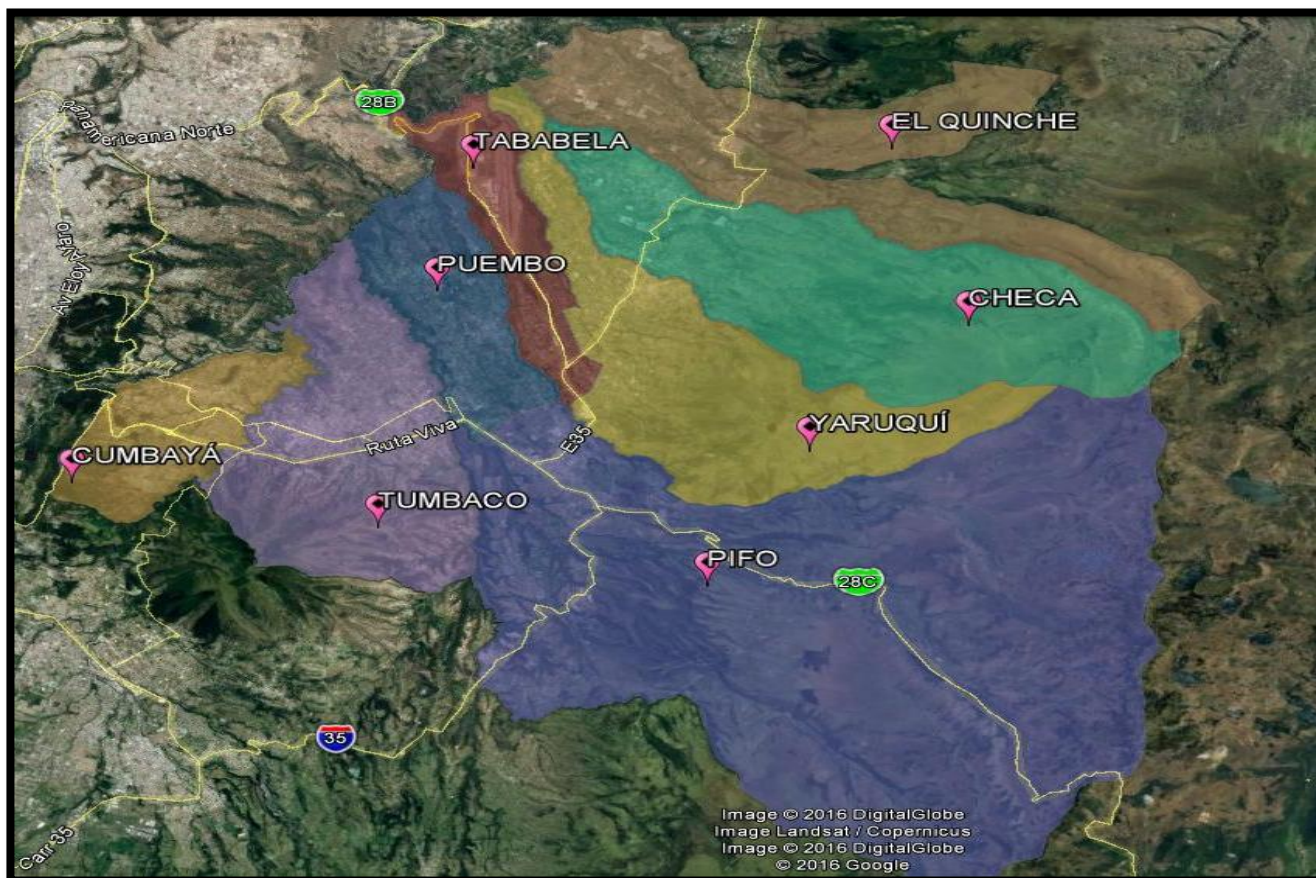 28B
Panamericana Norte
EL QUINCHE
TABABELA
Av Eloy Alfaro
PUEMBO
CHECA
YARUQUÍ
Ruta Viva
E35
CUMBAYÁ
TUMBACO
PIFO
28C
35
Carr 35
Image © 2016 DigitalGlobe
Image Landsat / Copernicus
Image © 2016 DigitalGlobe
© 2016 Google